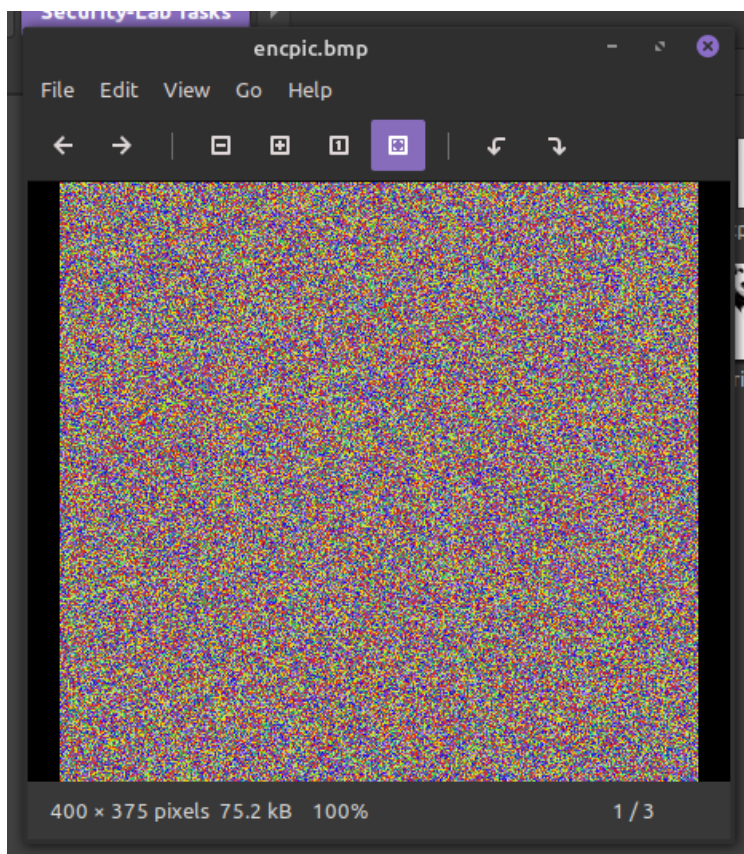 Security-Lab Tasks
encpic.bmp
File Edit View Go Help
400 × 375 pixels 75.2 kB 100% 1 / 3